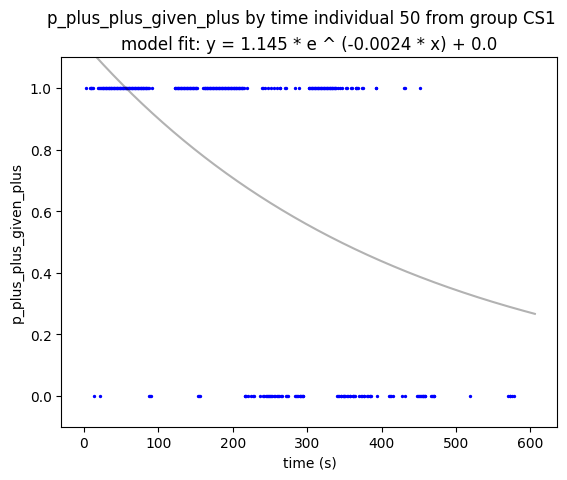 p_plus_plus_given_plus by time individual 50 from group CS1
model fit: y = 1.145 * e ^ (-0.0024 * x) + 0.0
1.0
0.8
0.6
0.4
0.2
0.0
p_plus_plus_given_plus
0 100 200 300 400 500 600
time (s)